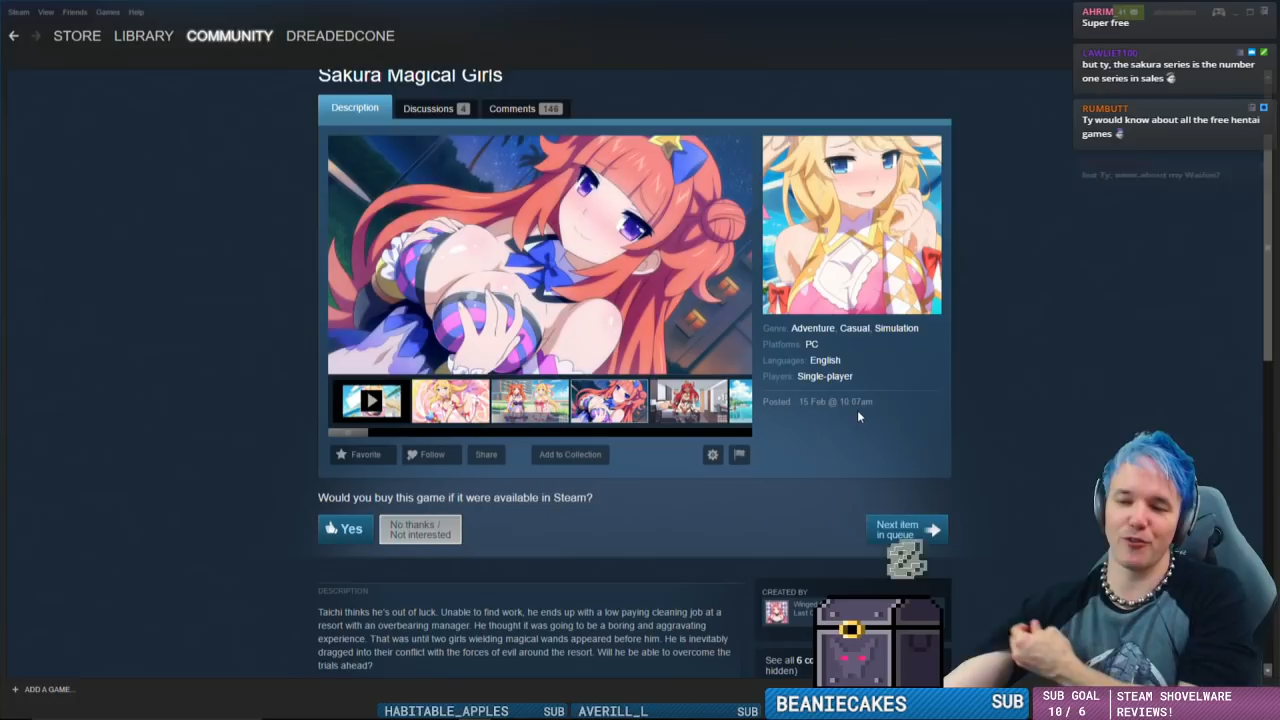 Steam View Friends Games Help
STORE LIBRARY COMMUNITY DREADEDCONE
Sakura Magical Girls
Description Discussions 4 Comments 146
Genre: Adventure, Casual, Simulation
Platforms: PC
Languages: English
Players: Single-player
Posted 15 Feb @ 10:07am
Favorite Follow Share Add to Collection
Would you buy this game if it were available in Steam?
Yes
No thanks /
Not interested
Next item
in queue
DESCRIPTION
Taichi thinks he's out of luck. Unable to find work, he ends up with a low paying cleaning job at a
resort with an overbearing manager. He thought it was going to be a boring and aggravating
experience. That was until two girls wielding magical wands appeared before him. He is inevitably
dragged into their conflict with the forces of evil around the resort. Will he be able to overcome the
trials ahead?
CREATED BY
Winged
See all 6 co
hidden)
+ ADD A GAME...
AHRIM
41
Super free
LAWLIET100
but ty, the sakura series is the number
one series in sales
RUMBUTT
Ty would know about all the free hentai
games
HABITABLE_APPLES SUB
AVERILL_L SUB
BEANIECAKES SUB
SUB GOAL
10 / 6
STEAM SHOVELWARE
REVIEWS!